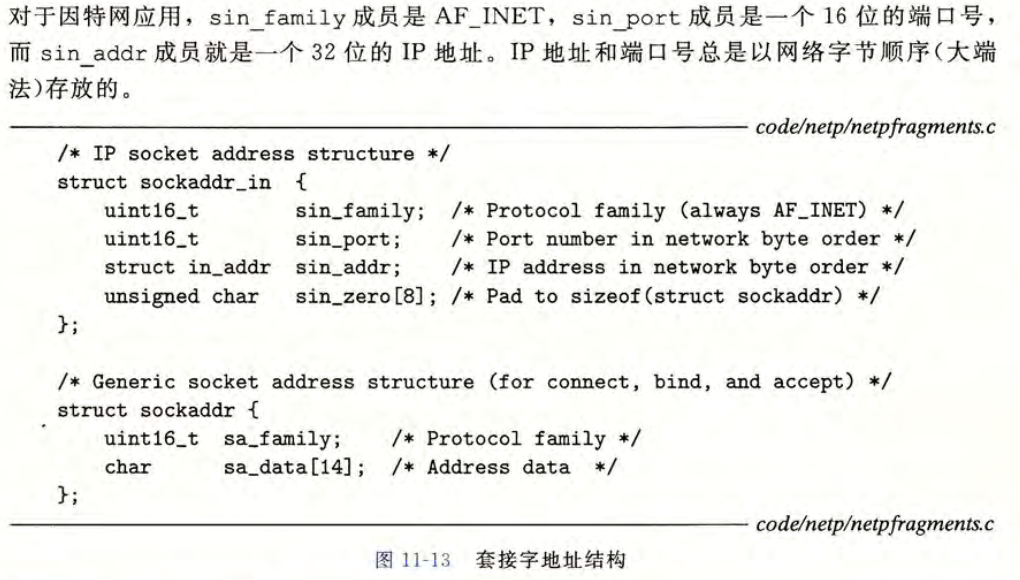 对于因特网应用，sin_family 成员是 AF_INET，sin_port 成员是一个 16 位的端口号，
而 sin_addr 成员就是一个 32 位的 IP 地址。IP 地址和端口号总是以网络字节顺序(大端
法)存放的。
code/netp/netpfragments.c
/* IP socket address structure */
struct sockaddr_in  {
    uint16_t        sin_family;  /* Protocol family (always AF_INET) */
    uint16_t        sin_port;    /* Port number in network byte order */
    struct in_addr  sin_addr;    /* IP address in network byte order */
    unsigned char   sin_zero[8]; /* Pad to sizeof(struct sockaddr) */
};
/* Generic socket address structure (for connect, bind, and accept) */
struct sockaddr {
    uint16_t  sa_family;    /* Protocol family */
    char      sa_data[14];  /* Address data  */
};
code/netp/netpfragments.c
图 11-13 套接字地址结构